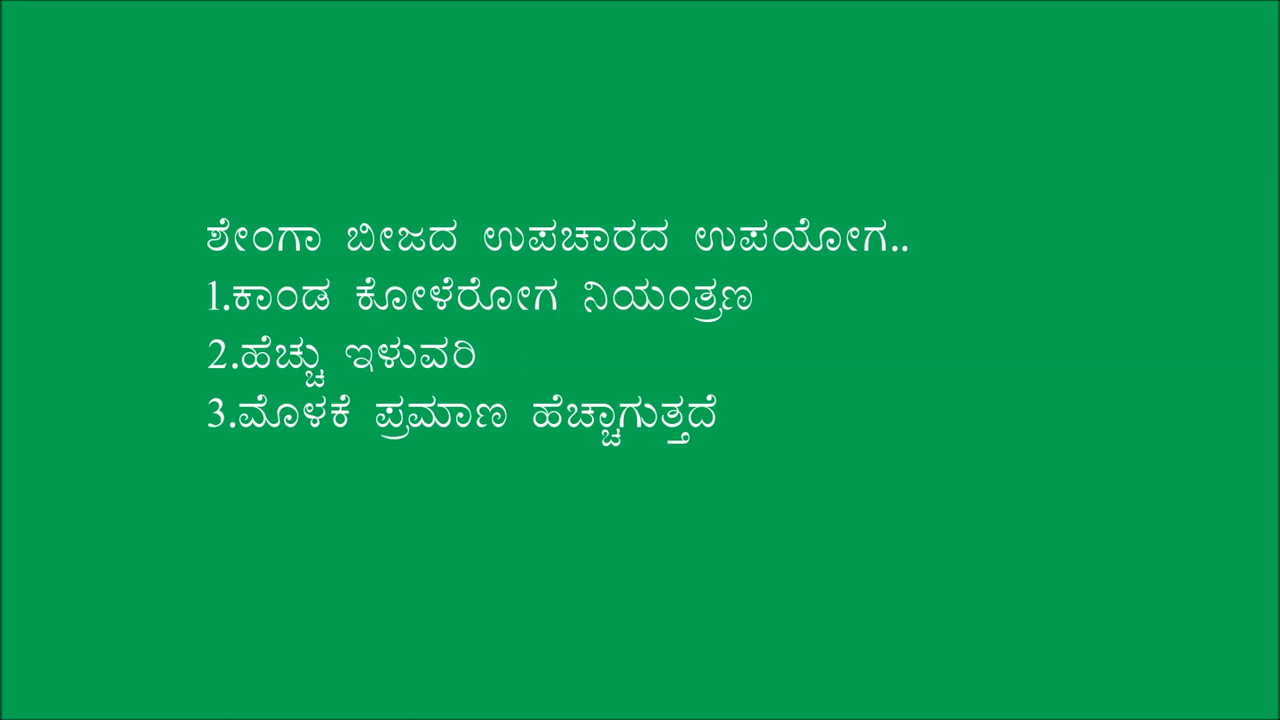 ಶೇಂಗಾ ಬೀಜದ ಉಪಚಾರದ ಉಪಯೋಗ..
1.ಕಾಂಡ ಕೋಳೆರೋಗ ನಿಯಂತ್ರಣ
2.ಹೆಚ್ಚು ಇಳುವರಿ
3.ಮೊಳಕೆ ಪ್ರಮಾಣ ಹೆಚ್ಚಾಗುತ್ತದೆ